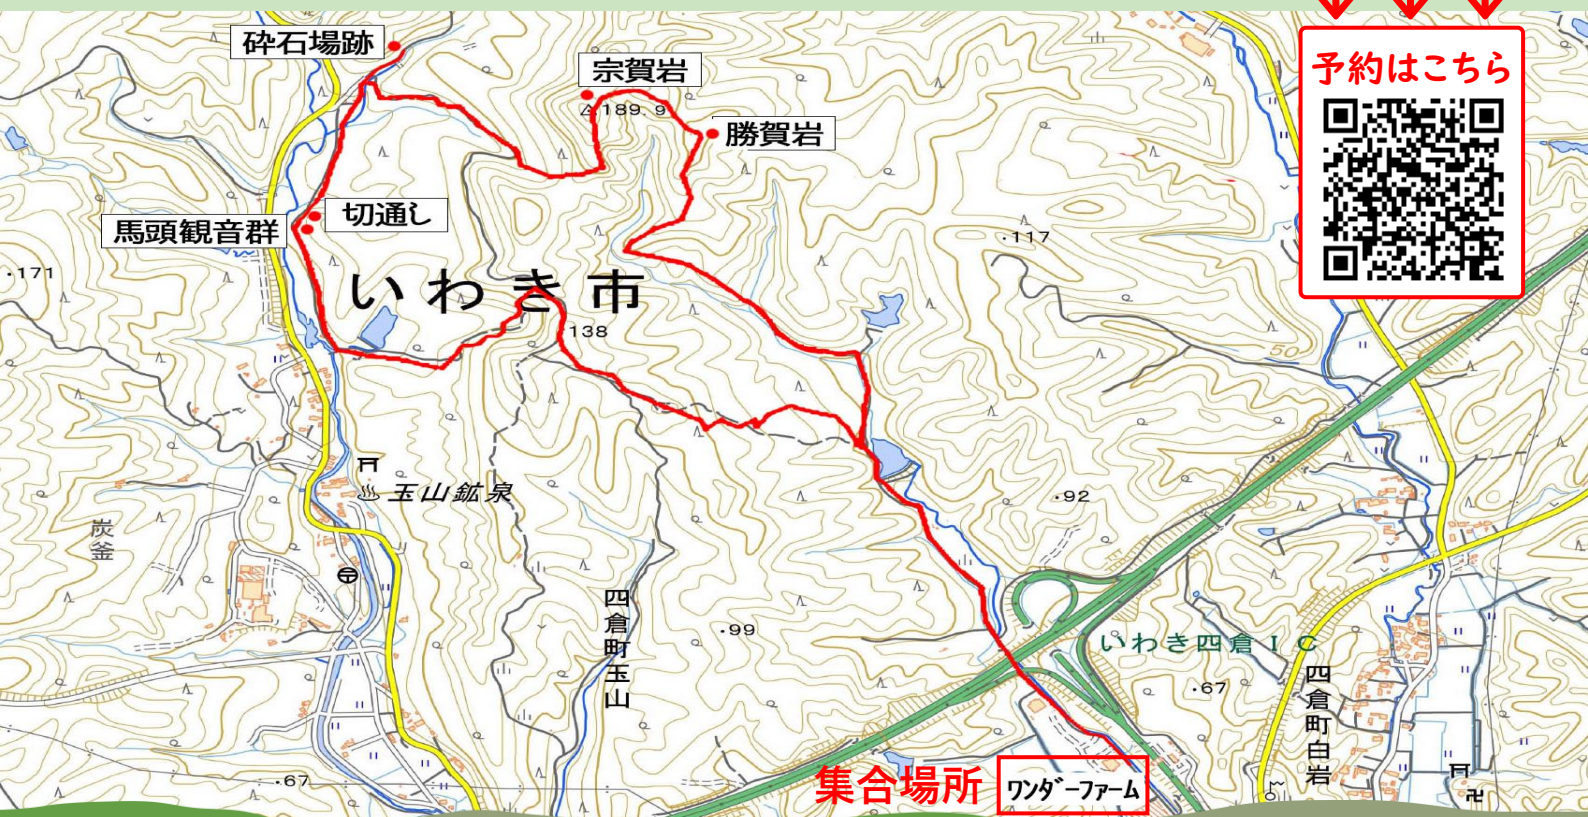 予約はこちら
砕石場跡
宗賀岩
189.9
勝賀岩
馬頭観音群
切通し
・171
・117
いわき市
138
50
玉山鉱泉
・92
炭釜
四倉町玉山
・99
いわき四倉IC
・67
四倉町白岩
・67
集合場所
ワンダーファーム